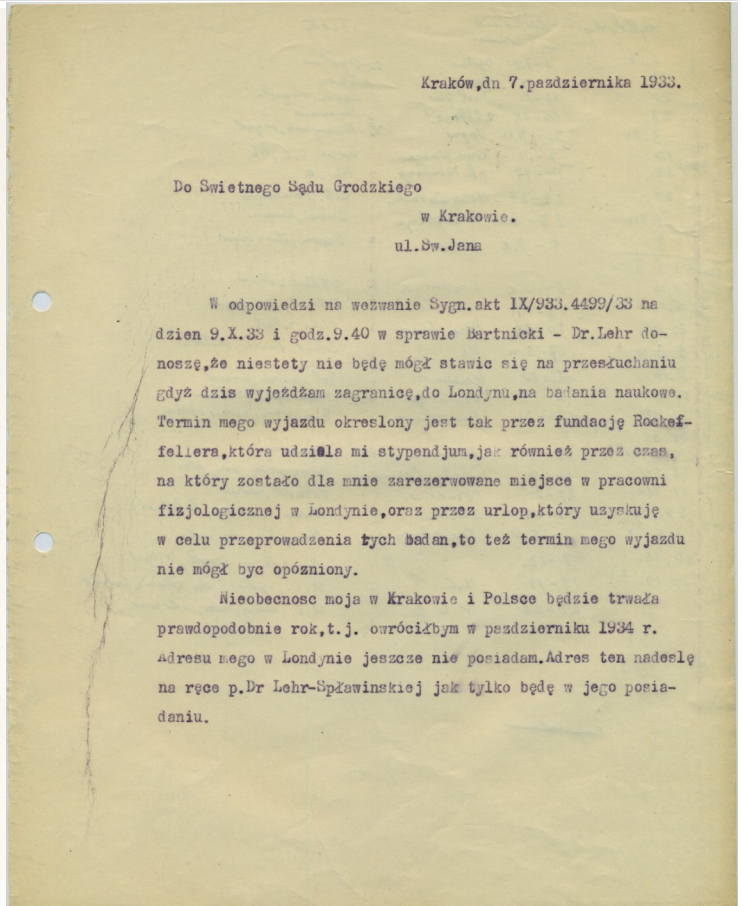 Kraków,dn 7.pazdziernika 1933.
Do Swietnego Sądu Grodzkiego
w Krakowie.
ul.Sw.Jana
W odpowiedzi na wezwanie Sygn.akt 1X/933.4499/33 na
dzien 9.X.33 i godz.9.40 w sprawie Bartnicki - Dr.Lehr do-
noszę,że niestety nie będę mógł stawic się na przesłuchaniu
gdyż dzis wyjeżdżam zagranicę,do Londynu,na badania naukowe.
Termin mego wyjazdu okreslony jest tak przez fundację Rockef-
fellera,która udziela mi stypendjum,jak również przez czas,
na który zostało dla mnie zarezerwowane miejsce w pracowni
fizjologicznej w Londynie,oraz przez urlop,który uzyskuję
w celu przeprowadzenia tych badan,to też termin mego wyjazdu
nie mógł byc opózniony.
Nieobecnosc moja w Krakowie i Polsce będzie trwała
prawdopodobnie rok,t.j. owróciłbym w pazdzierniku 1934 r.
Adresu mego w Londynie jeszcze nie posiadam.Adres ten nadeslę
na ręce p.Dr Lehr-Spławinskiej jak tylko będę w jego posia-
daniu.